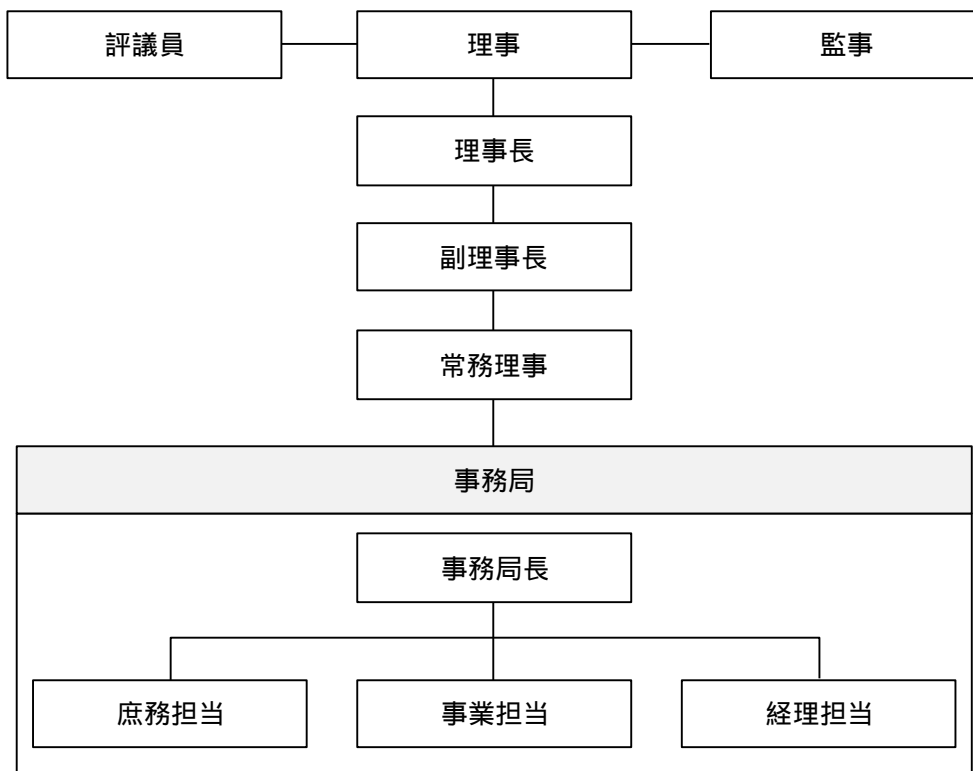 評議員
理事
監事
理事長
副理事長
常務理事
事務局
事務局長
庶務担当
事業担当
経理担当